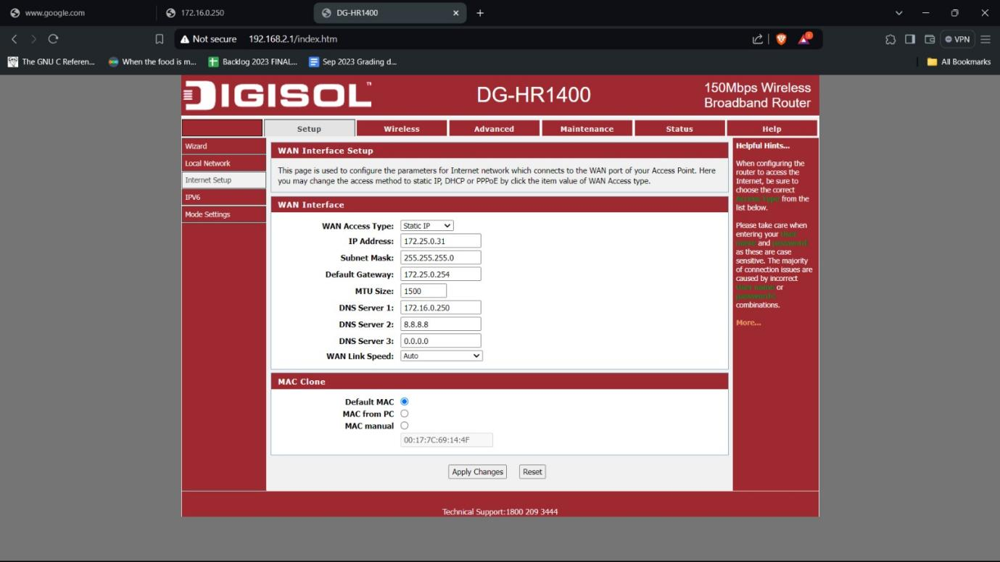 www.google.com
172.16.0.250
DG-HR1400
Not secure 192.168.2.1/index.htm
VPN
The GNU C Referen...
When the food is m...
Backlog 2023 FINAL...
Sep 2023 Grading d...
All Bookmarks
DIGISOL™
DG-HR1400
150Mbps Wireless
Broadband Router
Setup
Wireless
Advanced
Maintenance
Status
Help
Wizard
Local Network
Internet Setup
IPV6
Mode Settings
WAN Interface Setup
This page is used to configure the parameters for Internet network which connects to the WAN port of your Access Point. Here
you may change the access method to static IP, DHCP or PPPoE by click the item value of WAN Access type.
WAN Interface
WAN Access Type: Static IP
IP Address: 172.25.0.31
Subnet Mask: 255.255.255.0
Default Gateway: 172.25.0.254
MTU Size: 1500
DNS Server 1: 172.16.0.250
DNS Server 2: 8.8.8.8
DNS Server 3: 0.0.0.0
WAN Link Speed: Auto
MAC Clone
Default MAC
MAC from PC
MAC manual
00:17:7C:69:14:4F
Apply Changes
Reset
Helpful Hints...
When configuring the
router to access the
Internet, be sure to
choose the correct
Access Type from the
list below.
Please take care when
entering your User
name and password
as these are case
sensitive. The majority
of connection issues are
caused by incorrect
User name or
passwords
combinations.
More...
Technical Support:1800 209 3444